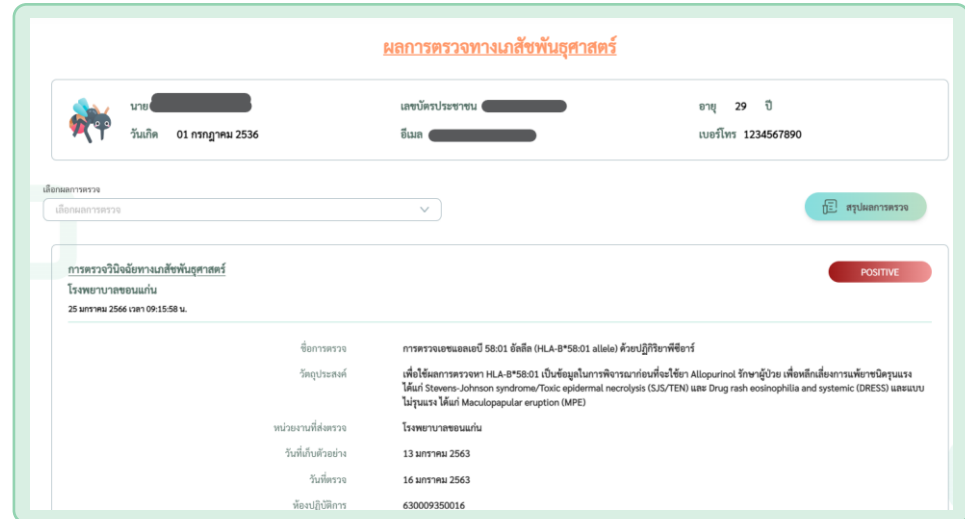 ผลการตรวจทางเภสัชพันธุศาสตร์
นาย เลขบัตรประชาชน อายุ 29 ปี
วันเกิด 01 กรกฎาคม 2536 อีเมล เบอร์โทร 1234567890
เลือกผลการตรวจ
เลือกผลการตรวจ
สรุปผลการตรวจ
การตรวจวินิจฉัยทางเภสัชพันธุศาสตร์
POSITIVE
โรงพยาบาลขอนแก่น
25 มกราคม 2566 เวลา 09:15:58 น.
ชื่อการตรวจ การตรวจเอชแอลเอบี 58:01 อัลลีล (HLA-B*58:01 allele) ด้วยปฏิกิริยาพีซีอาร์
วัตถุประสงค์ เพื่อใช้ผลการตรวจหา HLA-B*58:01 เป็นข้อมูลในการพิจารณาก่อนที่จะใช้ยา Allopurinol รักษาผู้ป่วย เพื่อหลีกเลี่ยงการแพ้ยาชนิดรุนแรง
ได้แก่ Stevens-Johnson syndrome/Toxic epidermal necrolysis (SJS/TEN) และ Drug rash eosinophilia and systemic (DRESS) และแบบ
ไม่รุนแรง ได้แก่ Maculopapular eruption (MPE)
หน่วยงานที่ส่งตรวจ โรงพยาบาลขอนแก่น
วันที่เก็บตัวอย่าง 13 มกราคม 2563
วันที่ตรวจ 16 มกราคม 2563
ห้องปฏิบัติการ 630009350016